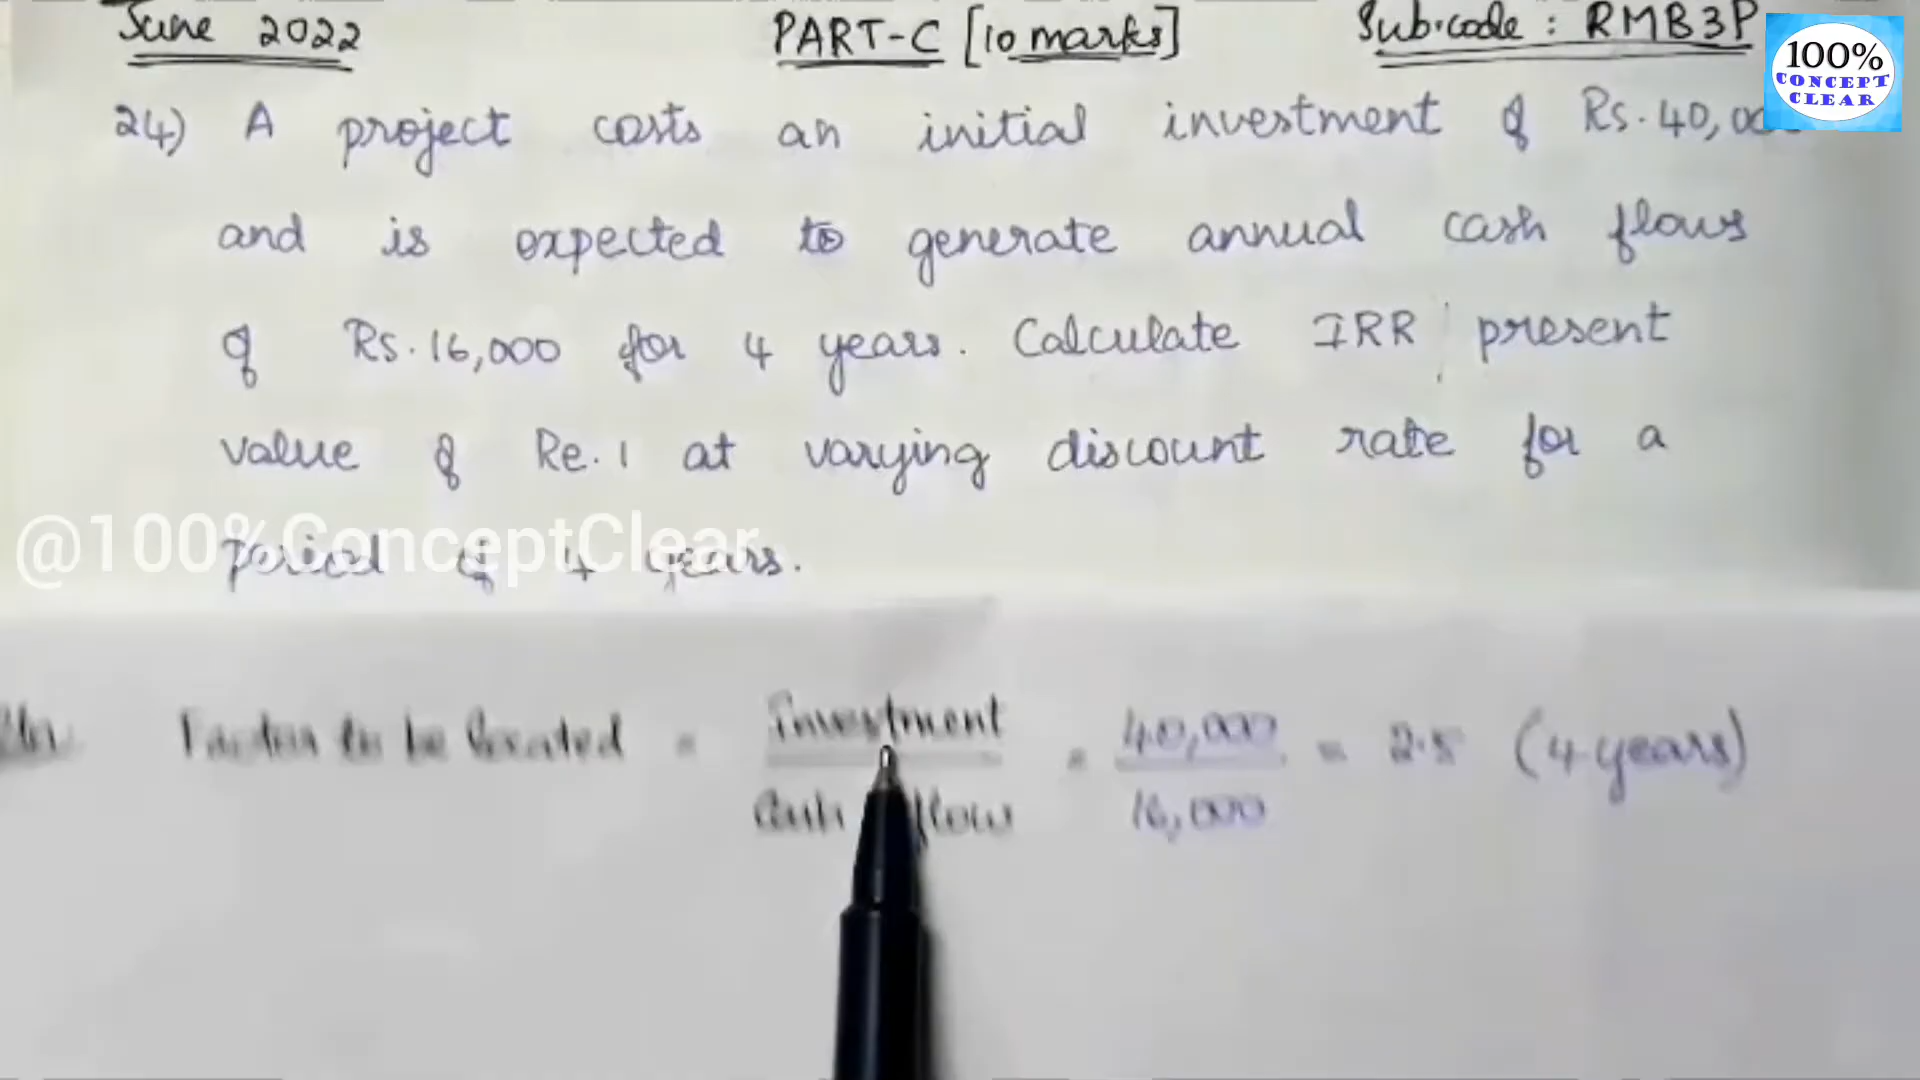 June 2022 PART-C [10 marks] Sub.code : RMB3P
100%
CONCEPT
CLEAR
24) A project costs an initial investment of Rs. 40,00
and is expected to generate annual cash flows
of Rs. 16,000 for 4 years. Calculate IRR present
value of Re. 1 at varying discount rate for a
@100%ConceptClear
period of 4 years.
Factor to be located = Investment = 40,000 = 2.5 (4 years)
Cash flow 16,000